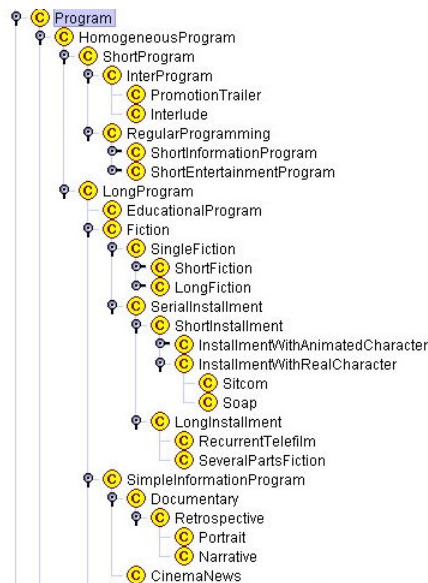 C Program
C HomogeneousProgram
C ShortProgram
C InterProgram
C PromotionTrailer
C Interlude
C RegularProgramming
C ShortInformationProgram
C ShortEntertainmentProgram
C LongProgram
C EducationalProgram
C Fiction
C SingleFiction
C ShortFiction
C LongFiction
C SerialInstallment
C ShortInstallment
C InstallmentWithAnimatedCharacter
C InstallmentWithRealCharacter
C Sitcom
C Soap
C LongInstallment
C RecurrentTelefilm
C SeveralPartsFiction
C SimpleInformationProgram
C Documentary
C Retrospective
C Portrait
C Narrative
C CinemaNews